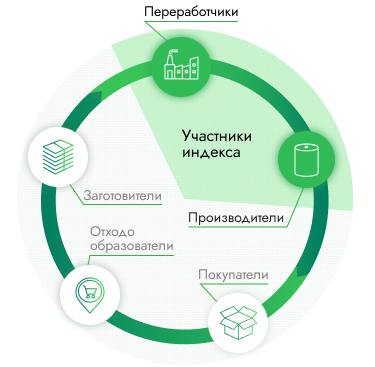 Переработчики
Участники
индекса
Заготовители
Производители
Отходо
образователи
Покупатели